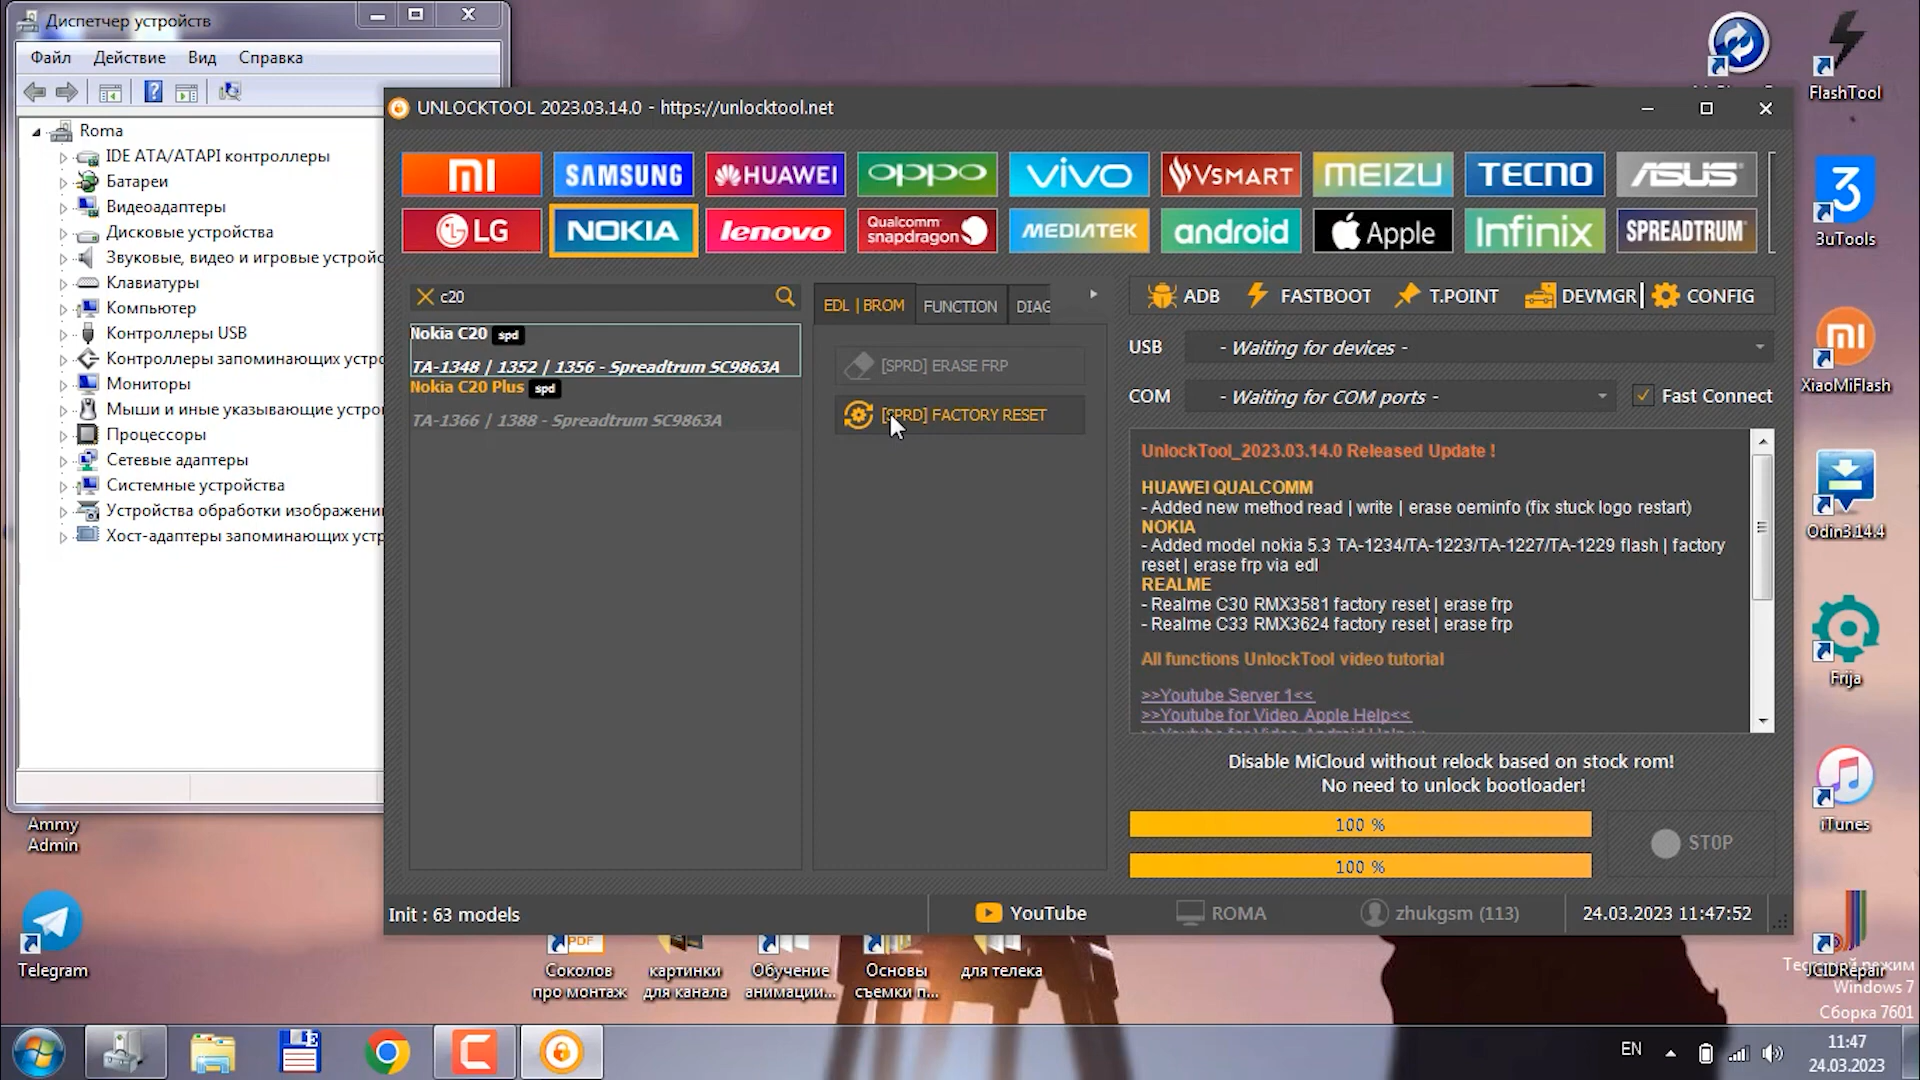 Диспетчер устройств
Файл Действие Вид Справка
Roma
IDE ATA/ATAPI контроллеры
Батареи
Видеоадаптеры
Дисковые устройства
Звуковые, видео и игровые устройс
Клавиатуры
Компьютер
Контроллеры USB
Контроллеры запоминающих устро
Мониторы
Мыши и иные указывающие устро
Процессоры
Сетевые адаптеры
Системные устройства
Устройства обработки изображени
Хост-адаптеры запоминающих устр
UNLOCKTOOL 2023.03.14.0 - https://unlocktool.net
MI SAMSUNG HUAWEI oppo vivo VSMART MEIZU TECNO ASUS
LG NOKIA lenovo Qualcomm snapdragon MEDIATEK android Apple Infinix SPREADTRUM
c20
Nokia C20 spd
TA-1348 / 1352 / 1356 - Spreadtrum SC9863A
Nokia C20 Plus spd
TA-1366 / 1388 - Spreadtrum SC9863A
EDL | BROM FUNCTION DIAG
[SPRD] ERASE FRP
[SPRD] FACTORY RESET
ADB FASTBOOT T.POINT DEVMGR CONFIG
USB - Waiting for devices -
COM - Waiting for COM ports - Fast Connect
UnlockTool_2023.03.14.0 Released Update !
HUAWEI QUALCOMM
- Added new method read | write | erase oeminfo (fix stuck logo restart)
NOKIA
- Added model nokia 5.3 TA-1234/TA-1223/TA-1227/TA-1229 flash | factory
reset | erase frp via edl
REALME
- Realme C30 RMX3581 factory reset | erase frp
- Realme C33 RMX3624 factory reset | erase frp
All functions UnlockTool video tutorial
>>Youtube Server 1<<
>>Youtube for Video Apple Help<<
Disable MiCloud without relock based on stock rom!
No need to unlock bootloader!
100 %
100 %
STOP
Init : 63 models
YouTube
ROMA
zhukgsm (113)
24.03.2023 11:47:52
FlashTool
3
3uTools
MI
XiaoMiFlash
Odin3.14.4
Frija
iTunes
JCIDRepair
Ammy
Admin
Telegram
PDF
Соколов
про монтаж
картинки
для канала
Обучение
анимации...
Основы
съемки п...
для телека
Windows 7
Сборка 7601
EN
11:47
24.03.2023